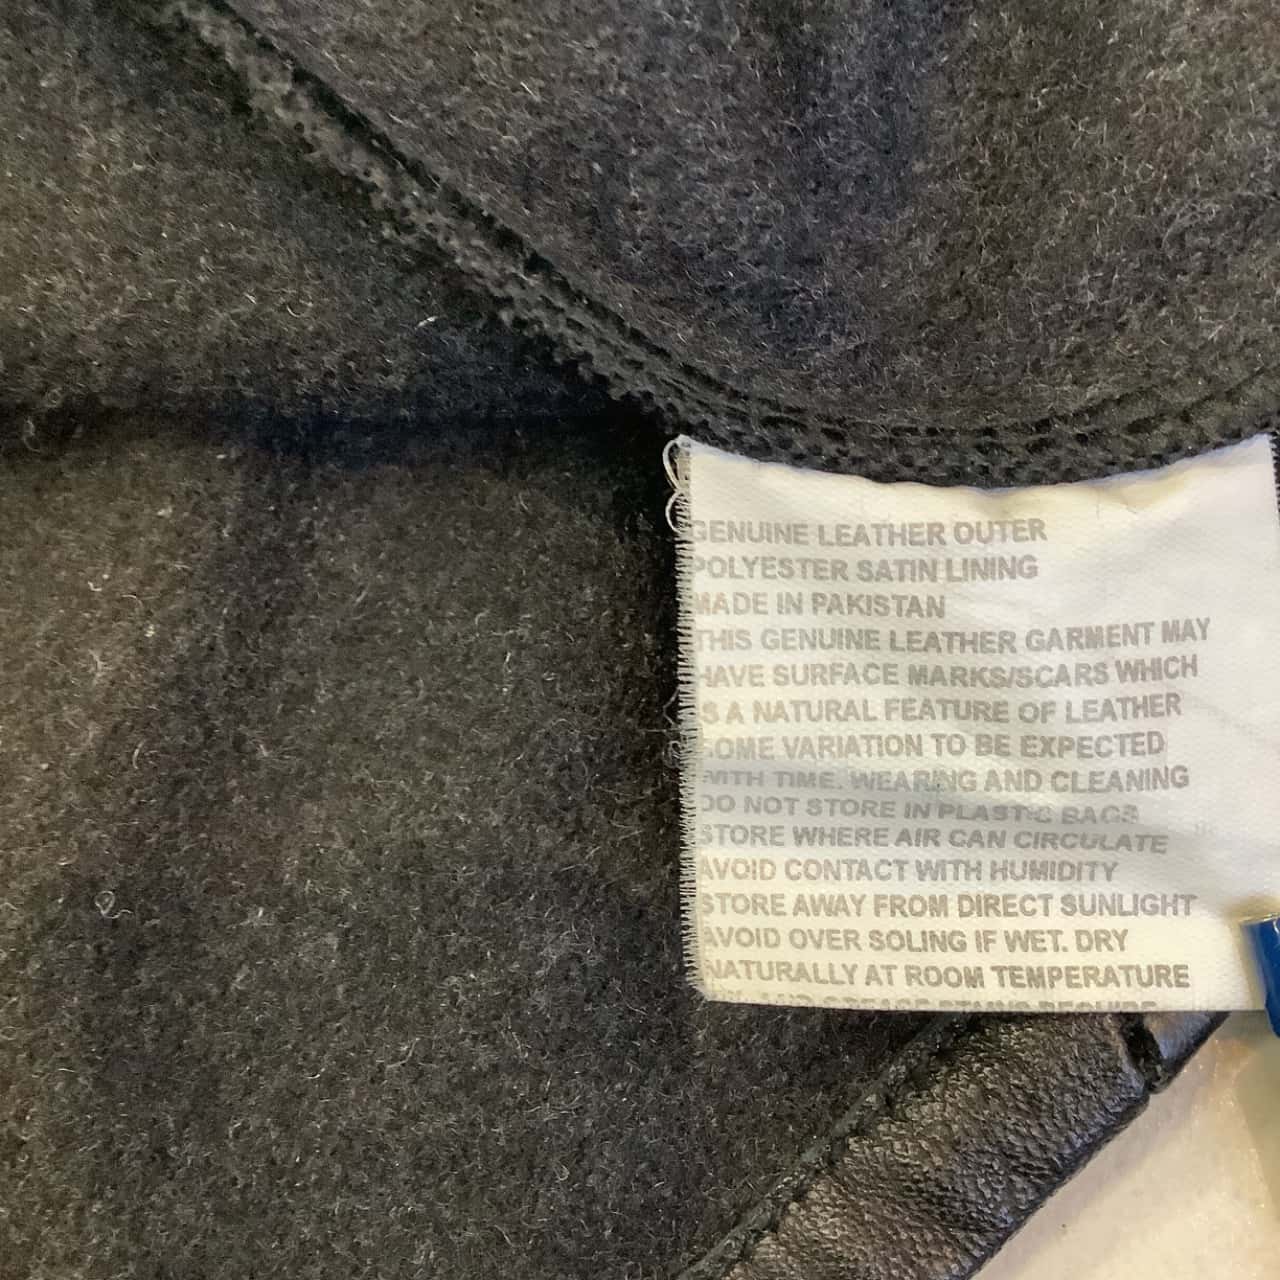 GENUINE LEATHER OUTER
POLYESTER SATIN LINING
MADE IN PAKISTAN
THIS GENUINE LEATHER GARMENT MAY
HAVE SURFACE MARKS/SCARS WHICH
IS A NATURAL FEATURE OF LEATHER
SOME VARIATION TO BE EXPECTED
WITH TIME. WEARING AND CLEANING
DO NOT STORE IN PLASTIC BAGS
STORE WHERE AIR CAN CIRCULATE
AVOID CONTACT WITH HUMIDITY
STORE AWAY FROM DIRECT SUNLIGHT
AVOID OVER SOLING IF WET. DRY
NATURALLY AT ROOM TEMPERATURE